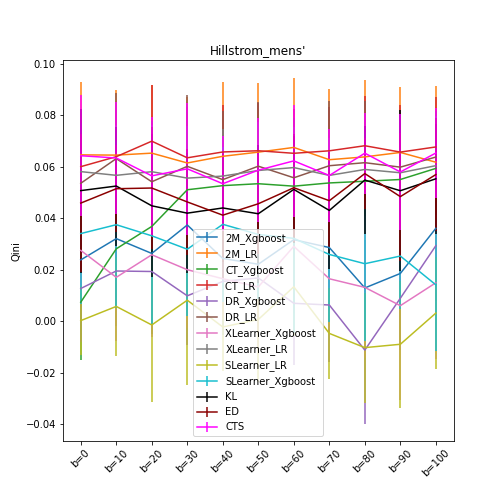 Hillstrom_mens'
Qini
0.10
0.08
0.06
0.04
0.02
0.00
−0.02
−0.04
2M_Xgboost
2M_LR
CT_Xgboost
CT_LR
DR_Xgboost
DR_LR
XLearner_Xgboost
XLearner_LR
SLearner_LR
SLearner_Xgboost
KL
ED
CTS
b=0
b=10
b=20
b=30
b=40
b=50
b=60
b=70
b=80
b=90
b=100